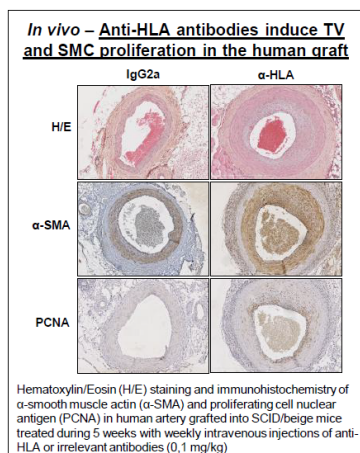 In vivo – Anti-HLA antibodies induce TV
and SMC proliferation in the human graft
IgG2a α-HLA
H/E
α-SMA
PCNA
Hematoxylin/Eosin (H/E) staining and immunohistochemistry of
α-smooth muscle actin (α-SMA) and proliferating cell nuclear
antigen (PCNA) in human artery grafted into SCID/beige mice
treated during 5 weeks with weekly intravenous injections of anti-
HLA or irrelevant antibodies (0,1 mg/kg)